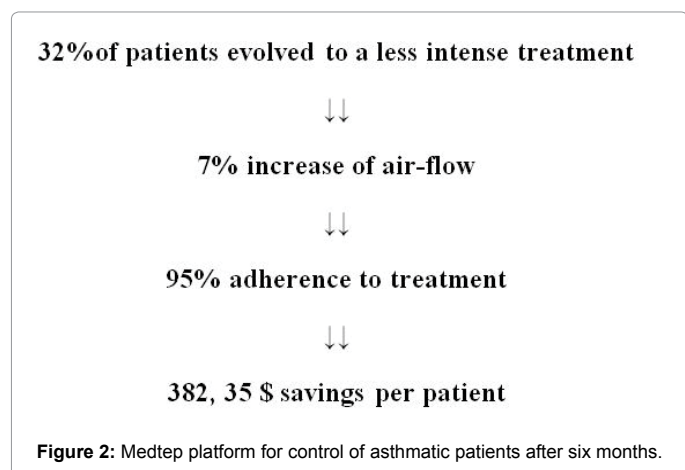 32%of patients evolved to a less intense treatment
↓↓
7% increase of air-flow
↓↓
95% adherence to treatment
↓↓
382, 35 $ savings per patient
Figure 2: Medtep platform for control of asthmatic patients after six months.